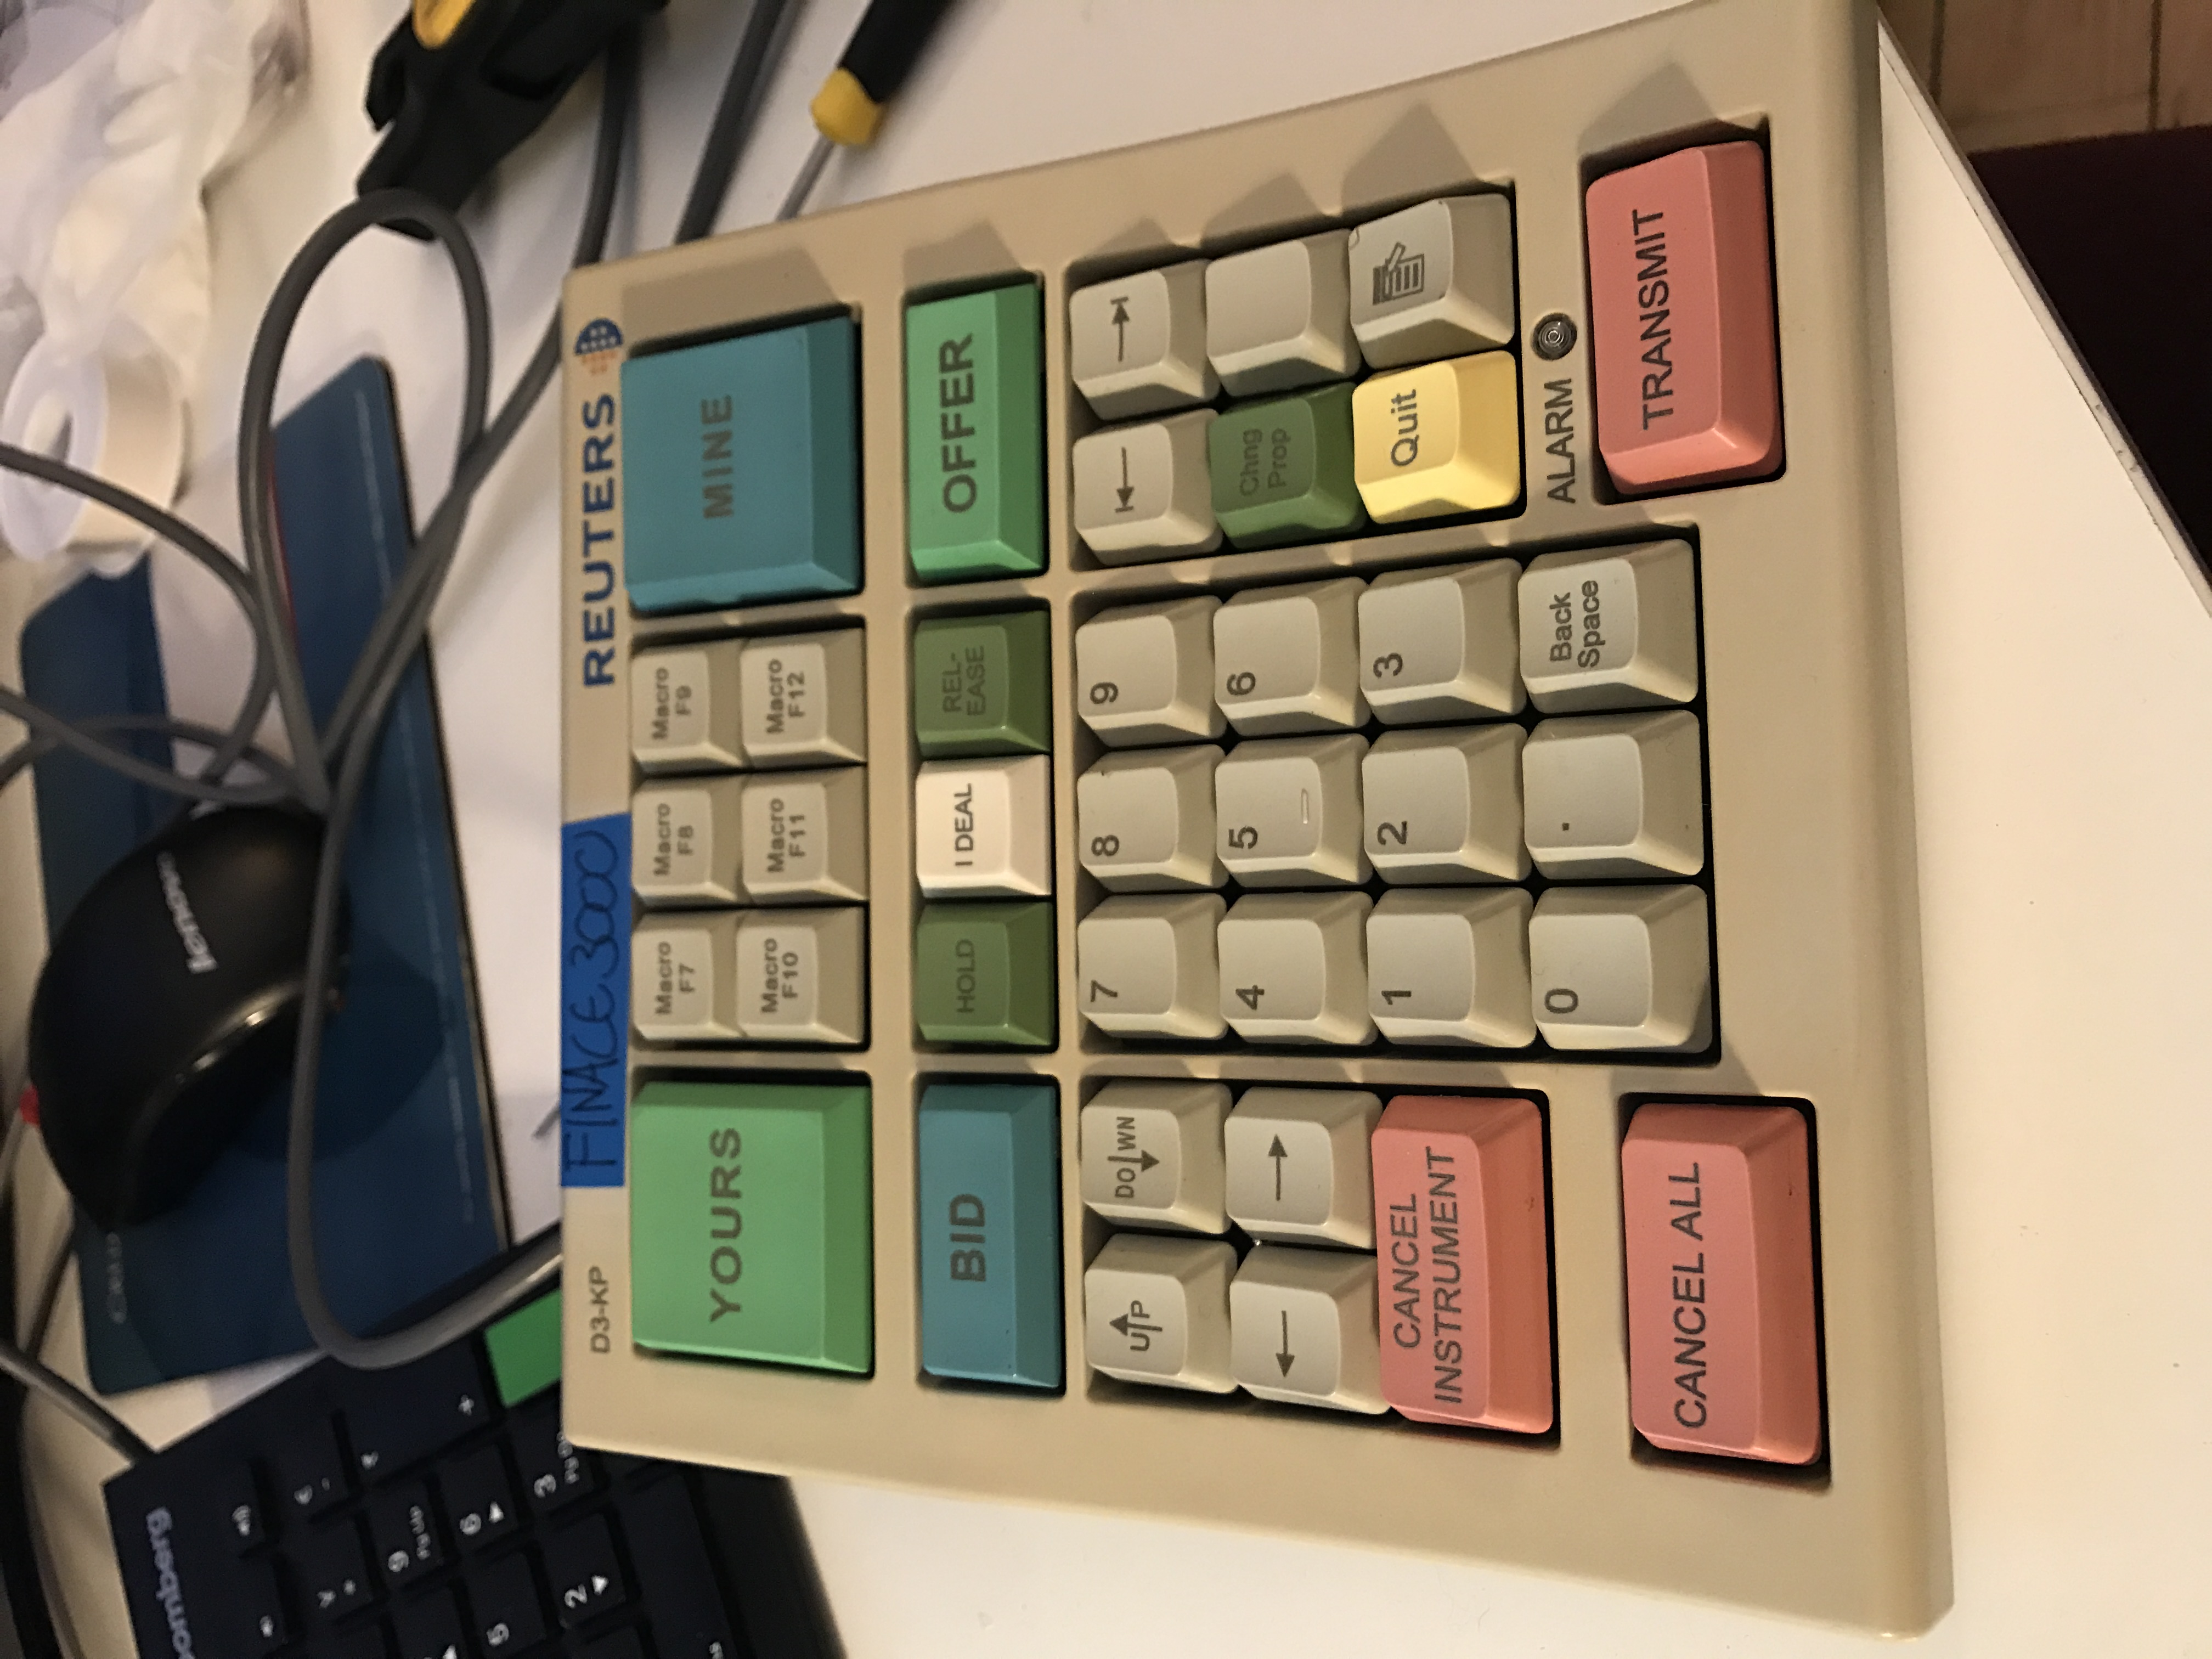 lenovo
9
Pg Up
5
6
2
3
D3-KP
FINACE 3000
REUTERS
YOURS
Macro F7
Macro F8
Macro F9
MINE
Macro F10
Macro F11
Macro F12
BID
HOLD
I DEAL
REL-
EASE
OFFER
UP
DOWN
7
8
9
4
5
6
Chng
Prop
CANCEL
INSTRUMENT
1
2
3
Quit
0
.
Back
Space
ALARM
CANCEL ALL
TRANSMIT